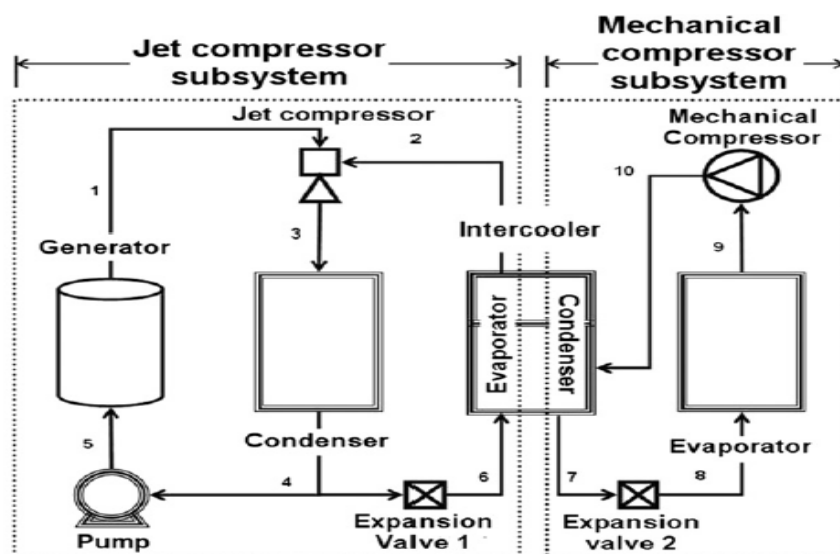 Jet compressor
subsystem
Mechanical
compressor
subsystem
Jet compressor
Mechanical
Compressor
2
10
1
3
Generator
Intercooler
9
Evaporator
Condenser
5
Condenser
Evaporator
4
6
7
8
Pump
Expansion
Valve 1
Expansion
valve 2